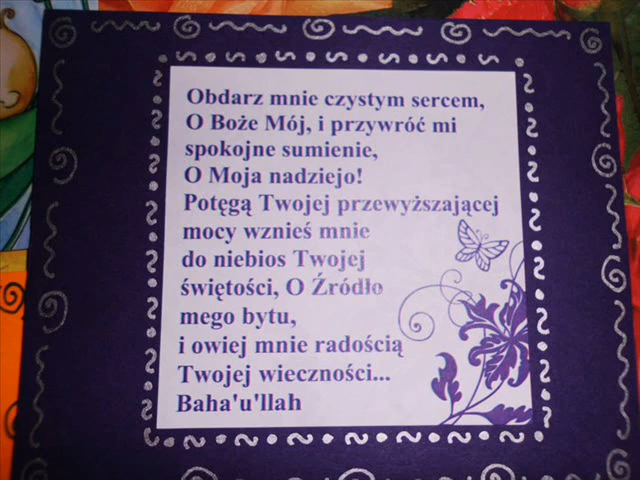 Obdarz mnie czystym sercem,
O Boże Mój, i przywróć mi
spokojne sumienie,
O Moja nadziejo!
Potęgą Twojej przewyższającej
mocy wznieś mnie
do niebios Twojej
świętości, O Źródło
mego bytu,
i owiej mnie radością
Twojej wieczności...
Baha'u'llah